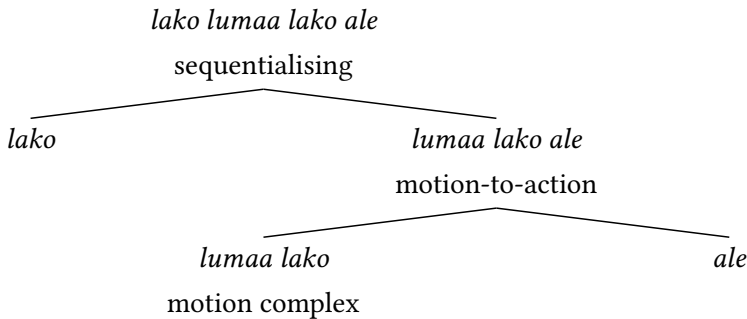 lako lumaa lako ale
sequentialising
lako
lumaa lako ale
motion-to-action
lumaa lako
ale
motion complex